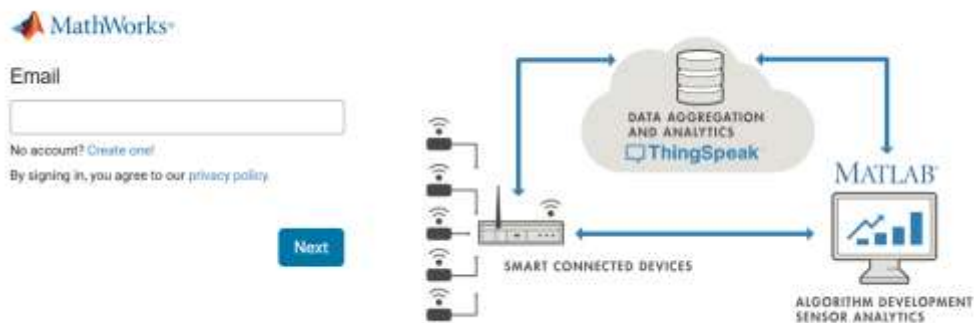 MathWorks®
Email
No account? Create one!
By signing in, you agree to our privacy policy.
Next
DATA AGGREGATION
AND ANALYTICS
ThingSpeak
MATLAB®
SMART CONNECTED DEVICES
ALGORITHM DEVELOPMENT
SENSOR ANALYTICS